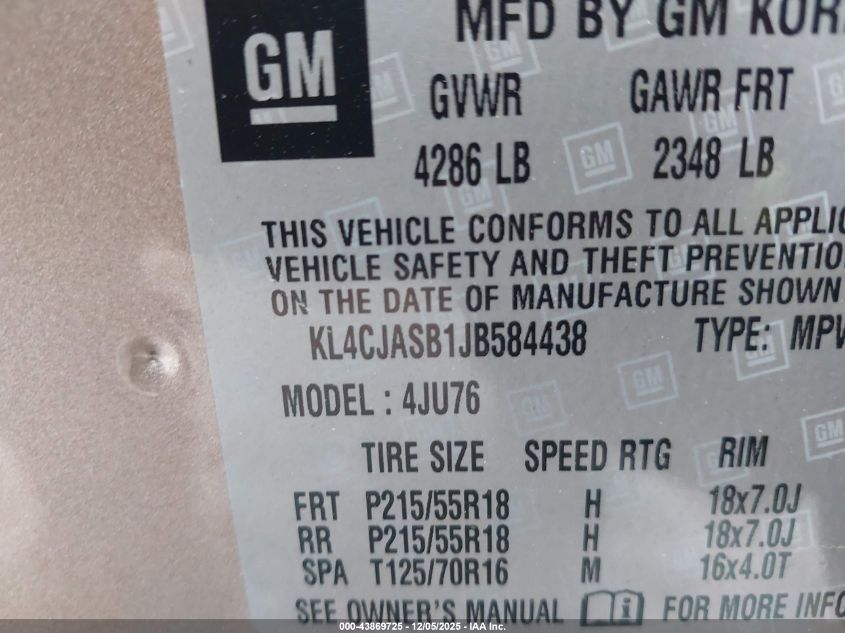 GM
MFD BY GM KOR
GVWR GAWR FRT
4286 LB 2348 LB
THIS VEHICLE CONFORMS TO ALL APPLIC
VEHICLE SAFETY AND THEFT PREVENTIO
ON THE DATE OF MANUFACTURE SHOWN
KL4CJASB1JB584438 TYPE: MPV
MODEL : 4JU76
TIRE SIZE SPEED RTG RIM
FRT P215/55R18 H 18x7.0J
RR P215/55R18 H 18x7.0J
SPA T125/70R16 M 16x4.0T
SEE OWNER'S MANUAL i FOR MORE INFO
000-43869725 - 12/05/2025 - IAA Inc.